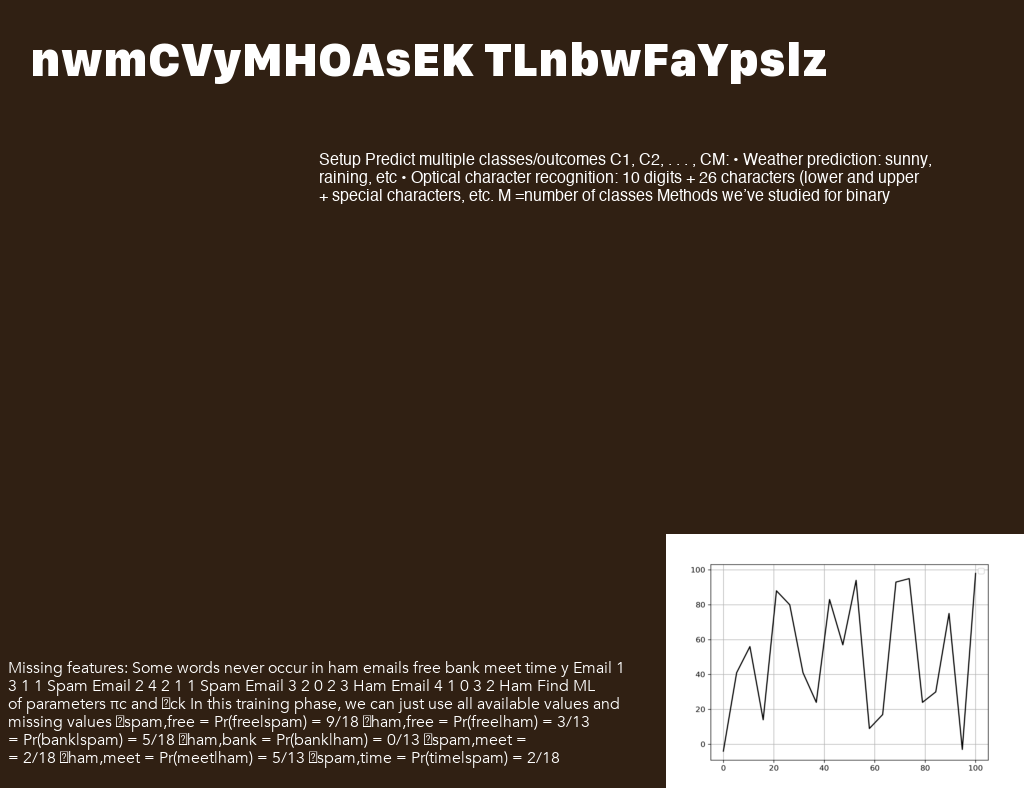 nwmCVyMHOAsEK TLnbwFaYpslz
Setup Predict multiple classes/outcomes C1, C2, . . . , CM: • Weather prediction: sunny,
raining, etc • Optical character recognition: 10 digits + 26 characters (lower and upper
+ special characters, etc. M =number of classes Methods we’ve studied for binary
Missing features: Some words never occur in ham emails free bank meet time y Email 1
3 1 1 Spam Email 2 4 2 1 1 Spam Email 3 2 0 2 3 Ham Email 4 1 0 3 2 Ham Find ML
of parameters πc and ck In this training phase, we can just use all available values and
missing values spam,free = Pr(free|spam) = 9/18 ham,free = Pr(free|ham) = 3/13
= Pr(bank|spam) = 5/18 ham,bank = Pr(bank|ham) = 0/13 spam,meet =
= 2/18 ham,meet = Pr(meet|ham) = 5/13 spam,time = Pr(time|spam) = 2/18
100
80
60
40
20
0
0 20 40 60 80 100